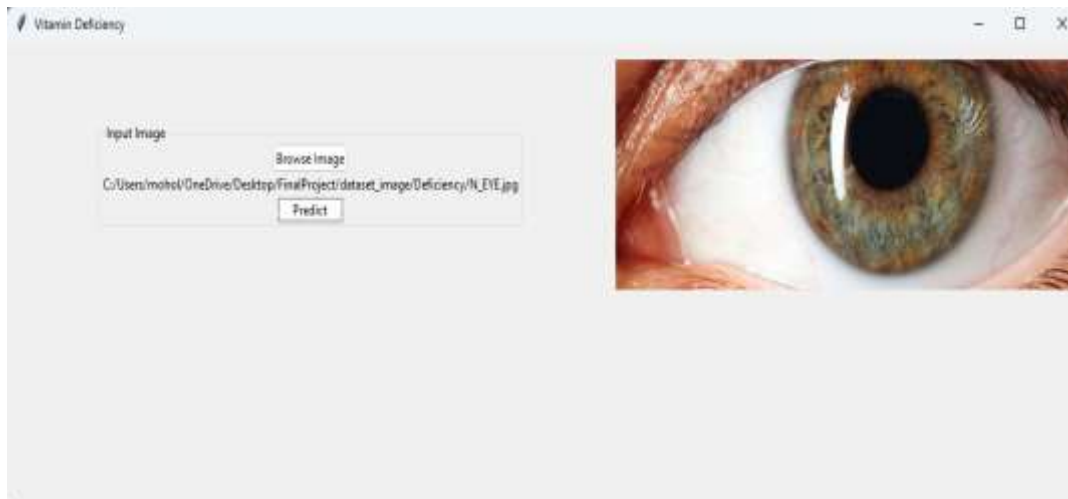 Vitamin Deficiency
Input Image
Browse Image
C:/Users/mohol/OneDrive/Desktop/FinalProject/dataset_image/Deficiency/N_EYE.jpg
Predict